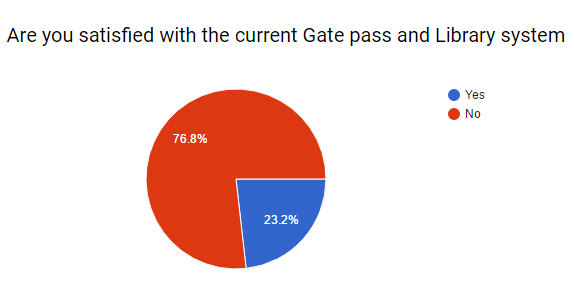 Are you satisfied with the current Gate pass and Library system
Yes
No
76.8%
23.2%